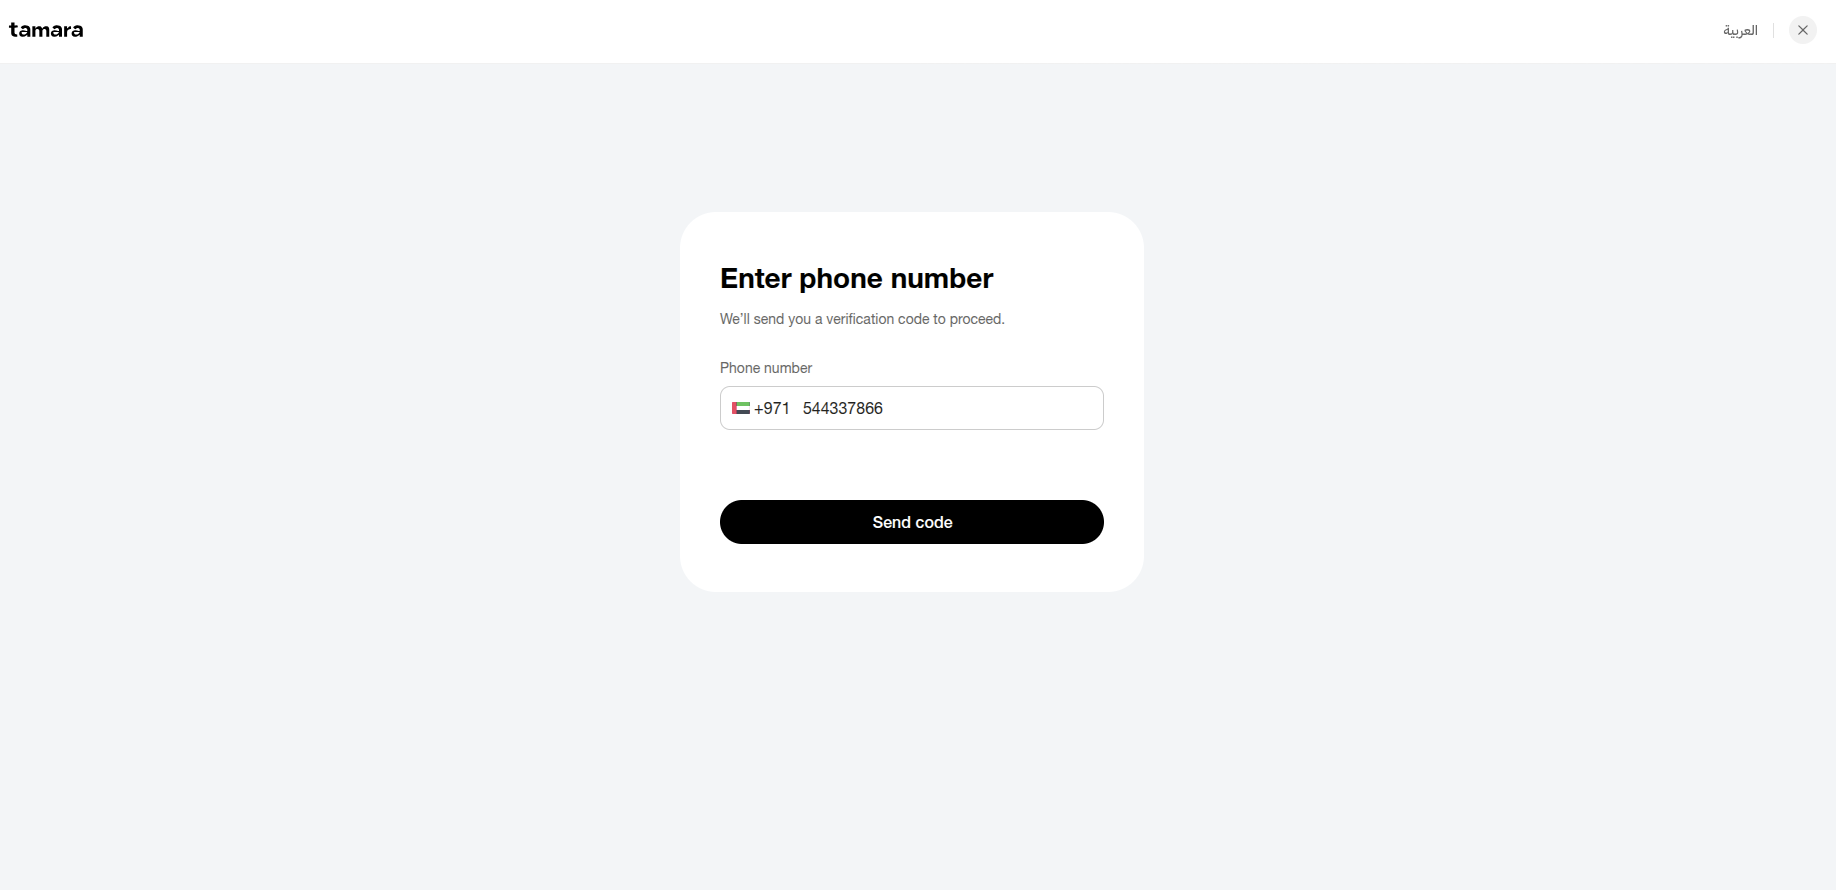 tamara
العربية
Enter phone number
We'll send you a verification code to proceed.
Phone number
+971 544337866
Send code